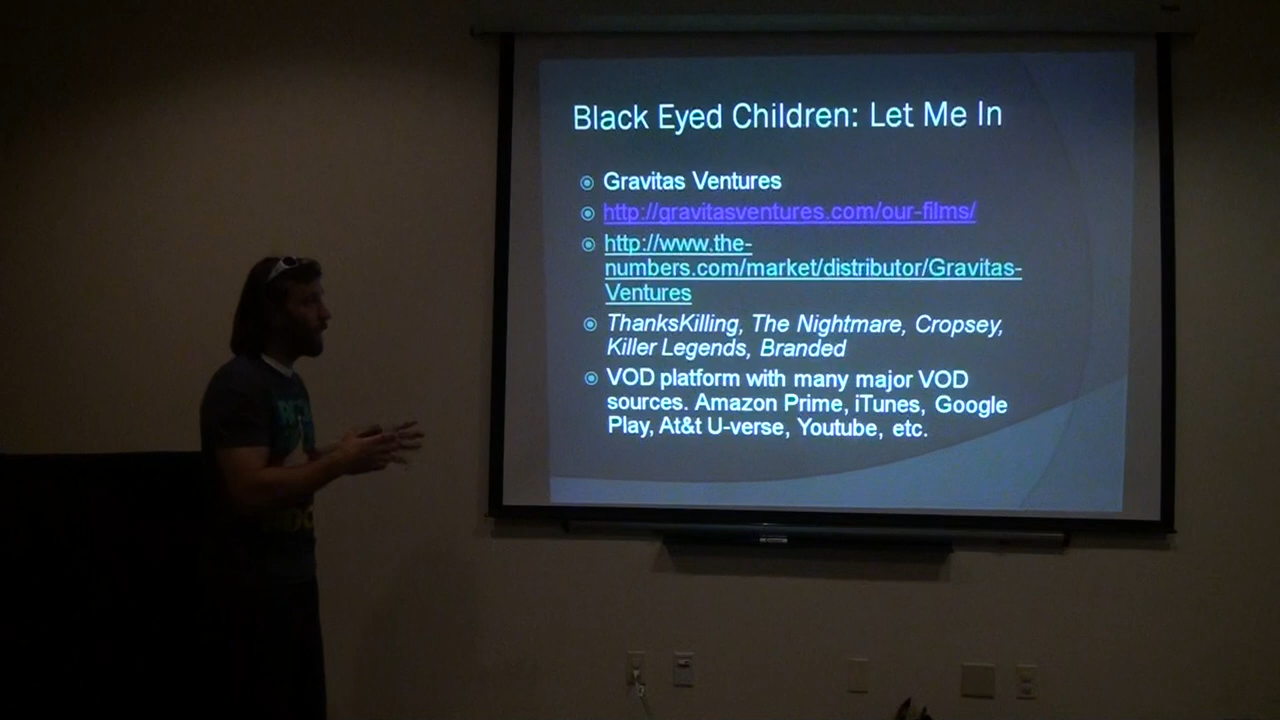 Black Eyed Children: Let Me In
Gravitas Ventures
http://gravitasventures.com/our-films/
http://www.the-
numbers.com/market/distributor/Gravitas-
Ventures
ThanksKilling, The Nightmare, Cropsey,
Killer Legends, Branded
VOD platform with many major VOD
sources. Amazon Prime, iTunes, Google
Play, At&t U-verse, Youtube, etc.